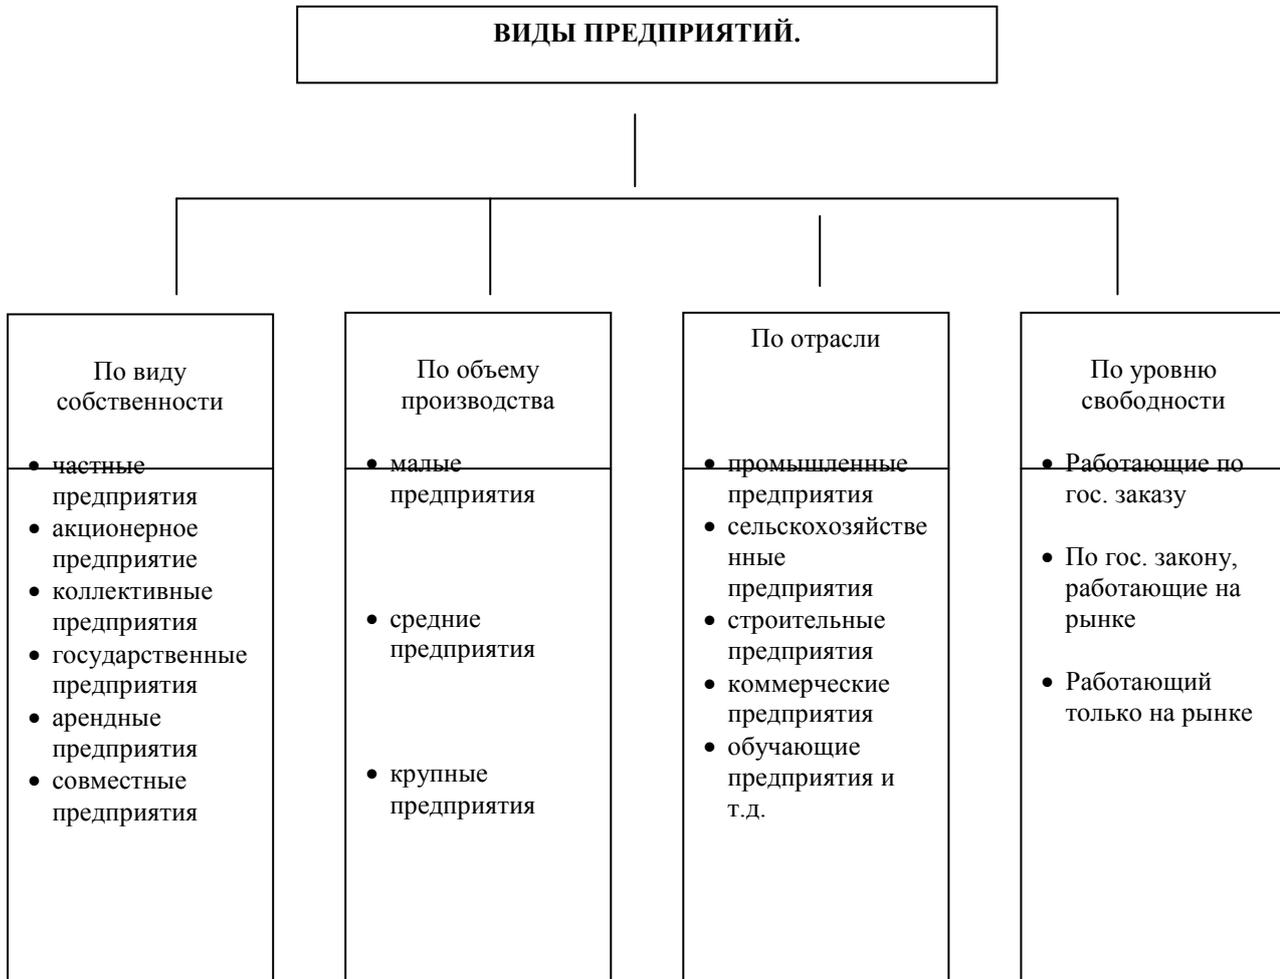 ВИДЫ ПРЕДПРИЯТИЙ.
По виду
собственности
• частные
предприятия
• акционерное
предприятие
• коллективные
предприятия
• государственные
предприятия
• арендные
предприятия
• совместные
предприятия
По объему
производства
• малые
предприятия
• средние
предприятия
• крупные
предприятия
По отрасли
• промышленные
предприятия
• сельскохозяйстве
нные
предприятия
• строительные
предприятия
• коммерческие
предприятия
• обучающие
предприятия и
т.д.
По уровню
свободности
• Работающие по
гос. заказу
• По гос. закону,
работающие на
рынке
• Работающий
только на рынке